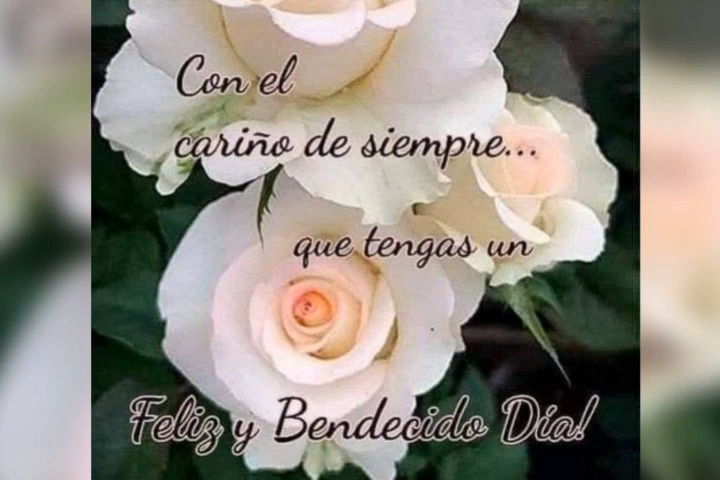 Con el
cariño de siempre...
que tengas un
Feliz y Bendecido Día!